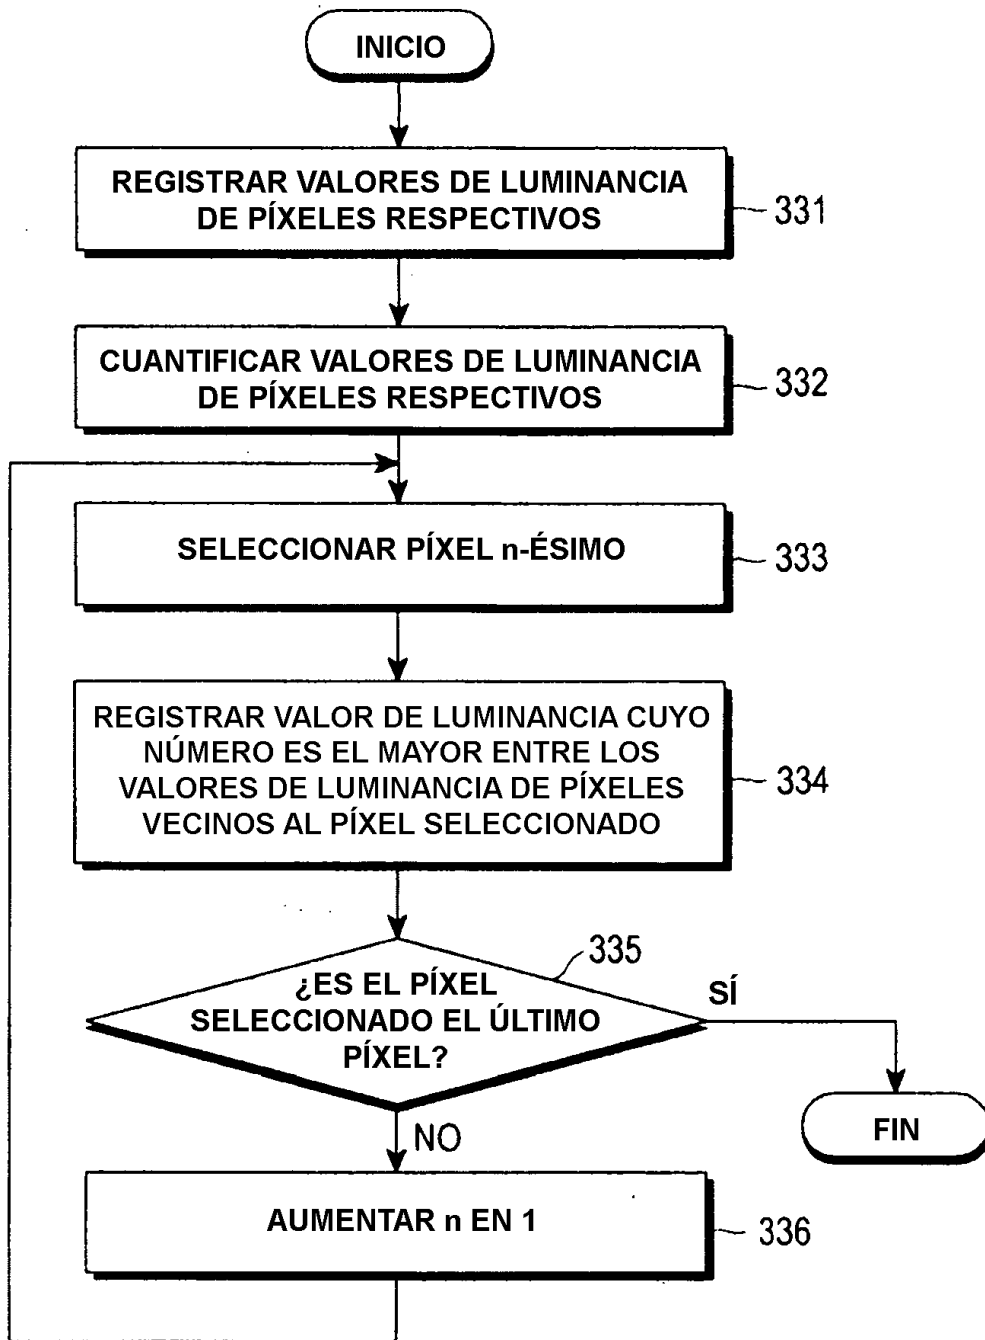 INICIO
REGISTRAR VALORES DE LUMINANCIA
DE PÍXELES RESPECTIVOS
331
CUANTIFICAR VALORES DE LUMINANCIA
DE PÍXELES RESPECTIVOS
332
SELECCIONAR PÍXEL n-ÉSIMO
333
REGISTRAR VALOR DE LUMINANCIA CUYO
NÚMERO ES EL MAYOR ENTRE LOS
VALORES DE LUMINANCIA DE PÍXELES
VECINOS AL PÍXEL SELECCIONADO
334
335
¿ES EL PÍXEL
SELECCIONADO EL ÚLTIMO
PÍXEL?
SÍ
FIN
NO
AUMENTAR n EN 1
336